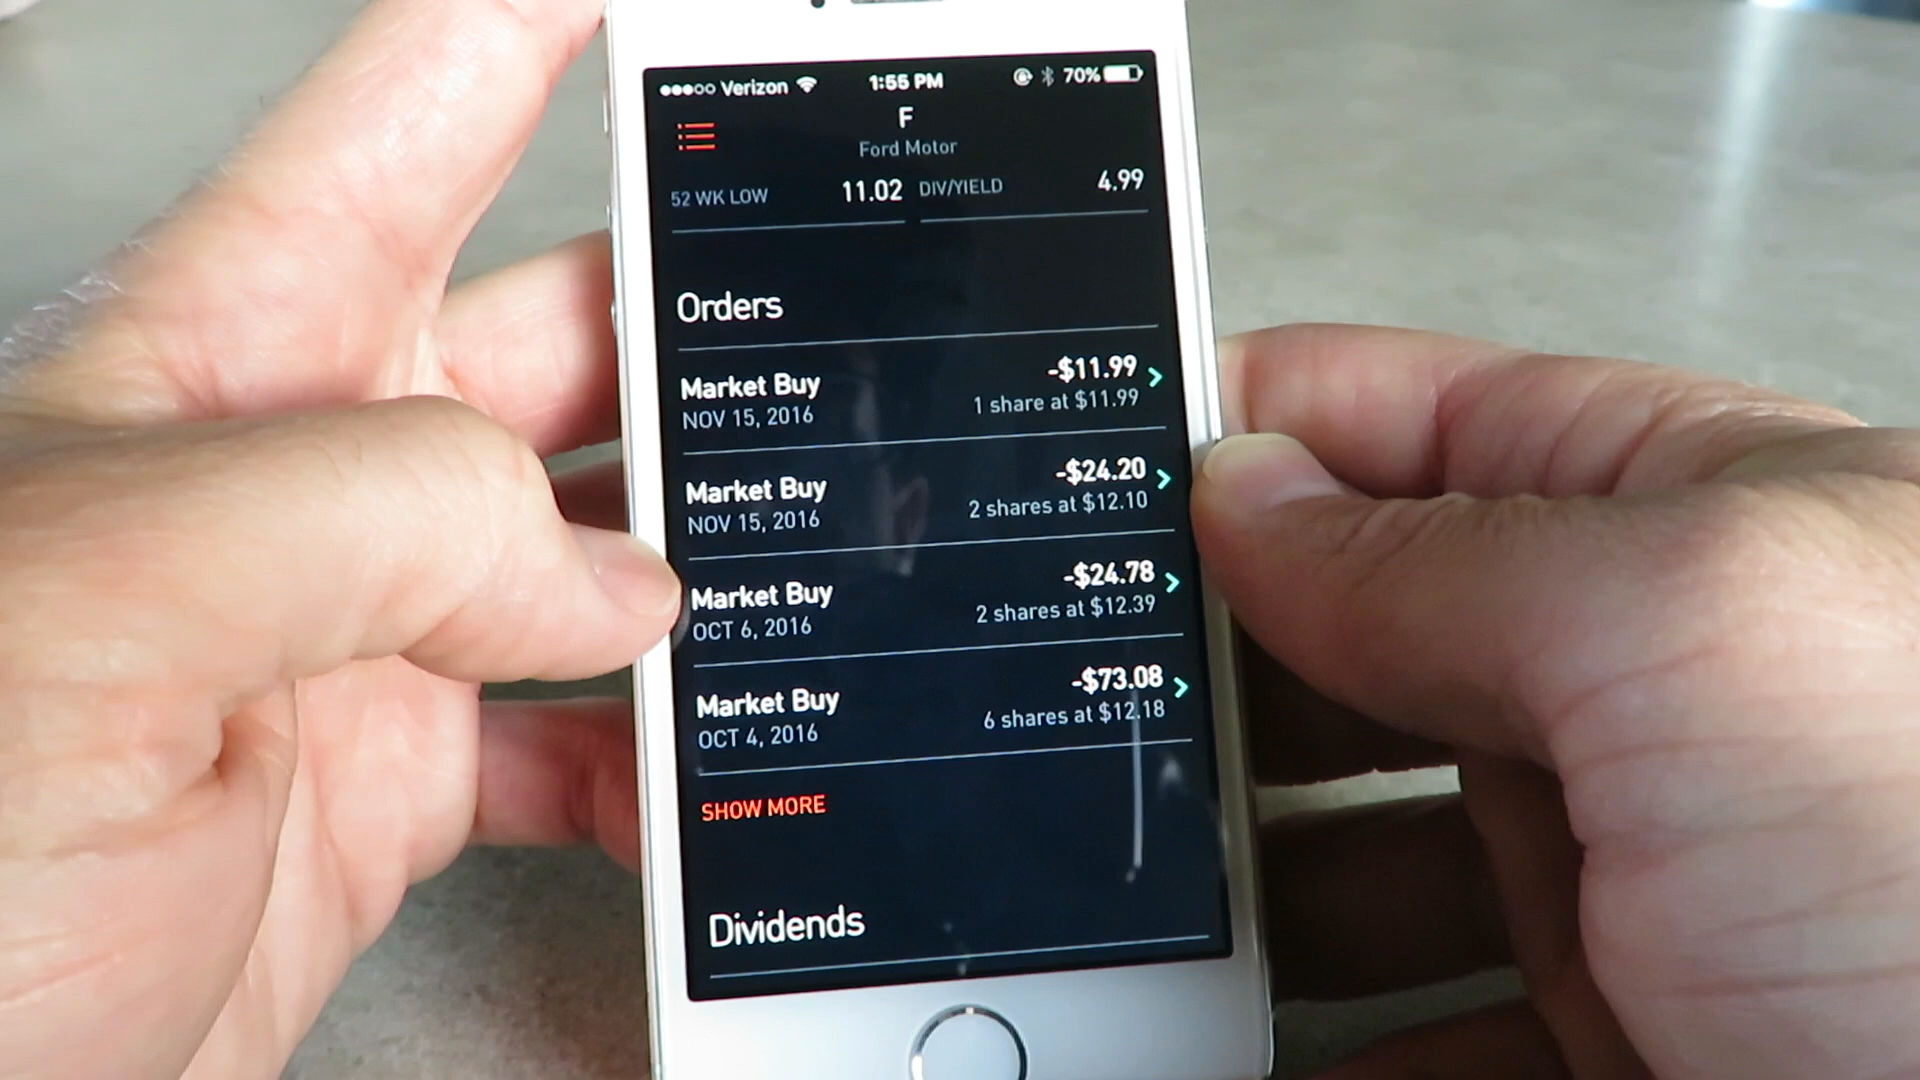 Verizon 1:55 PM 70%
F
Ford Motor
52 WK LOW 11.02 DIV/YIELD 4.99
Orders
Market Buy -$11.99
NOV 15, 2016 1 share at $11.99
Market Buy -$24.20
NOV 15, 2016 2 shares at $12.10
Market Buy -$24.78
OCT 6, 2016 2 shares at $12.39
Market Buy -$73.08
OCT 4, 2016 6 shares at $12.18
SHOW MORE
Dividends